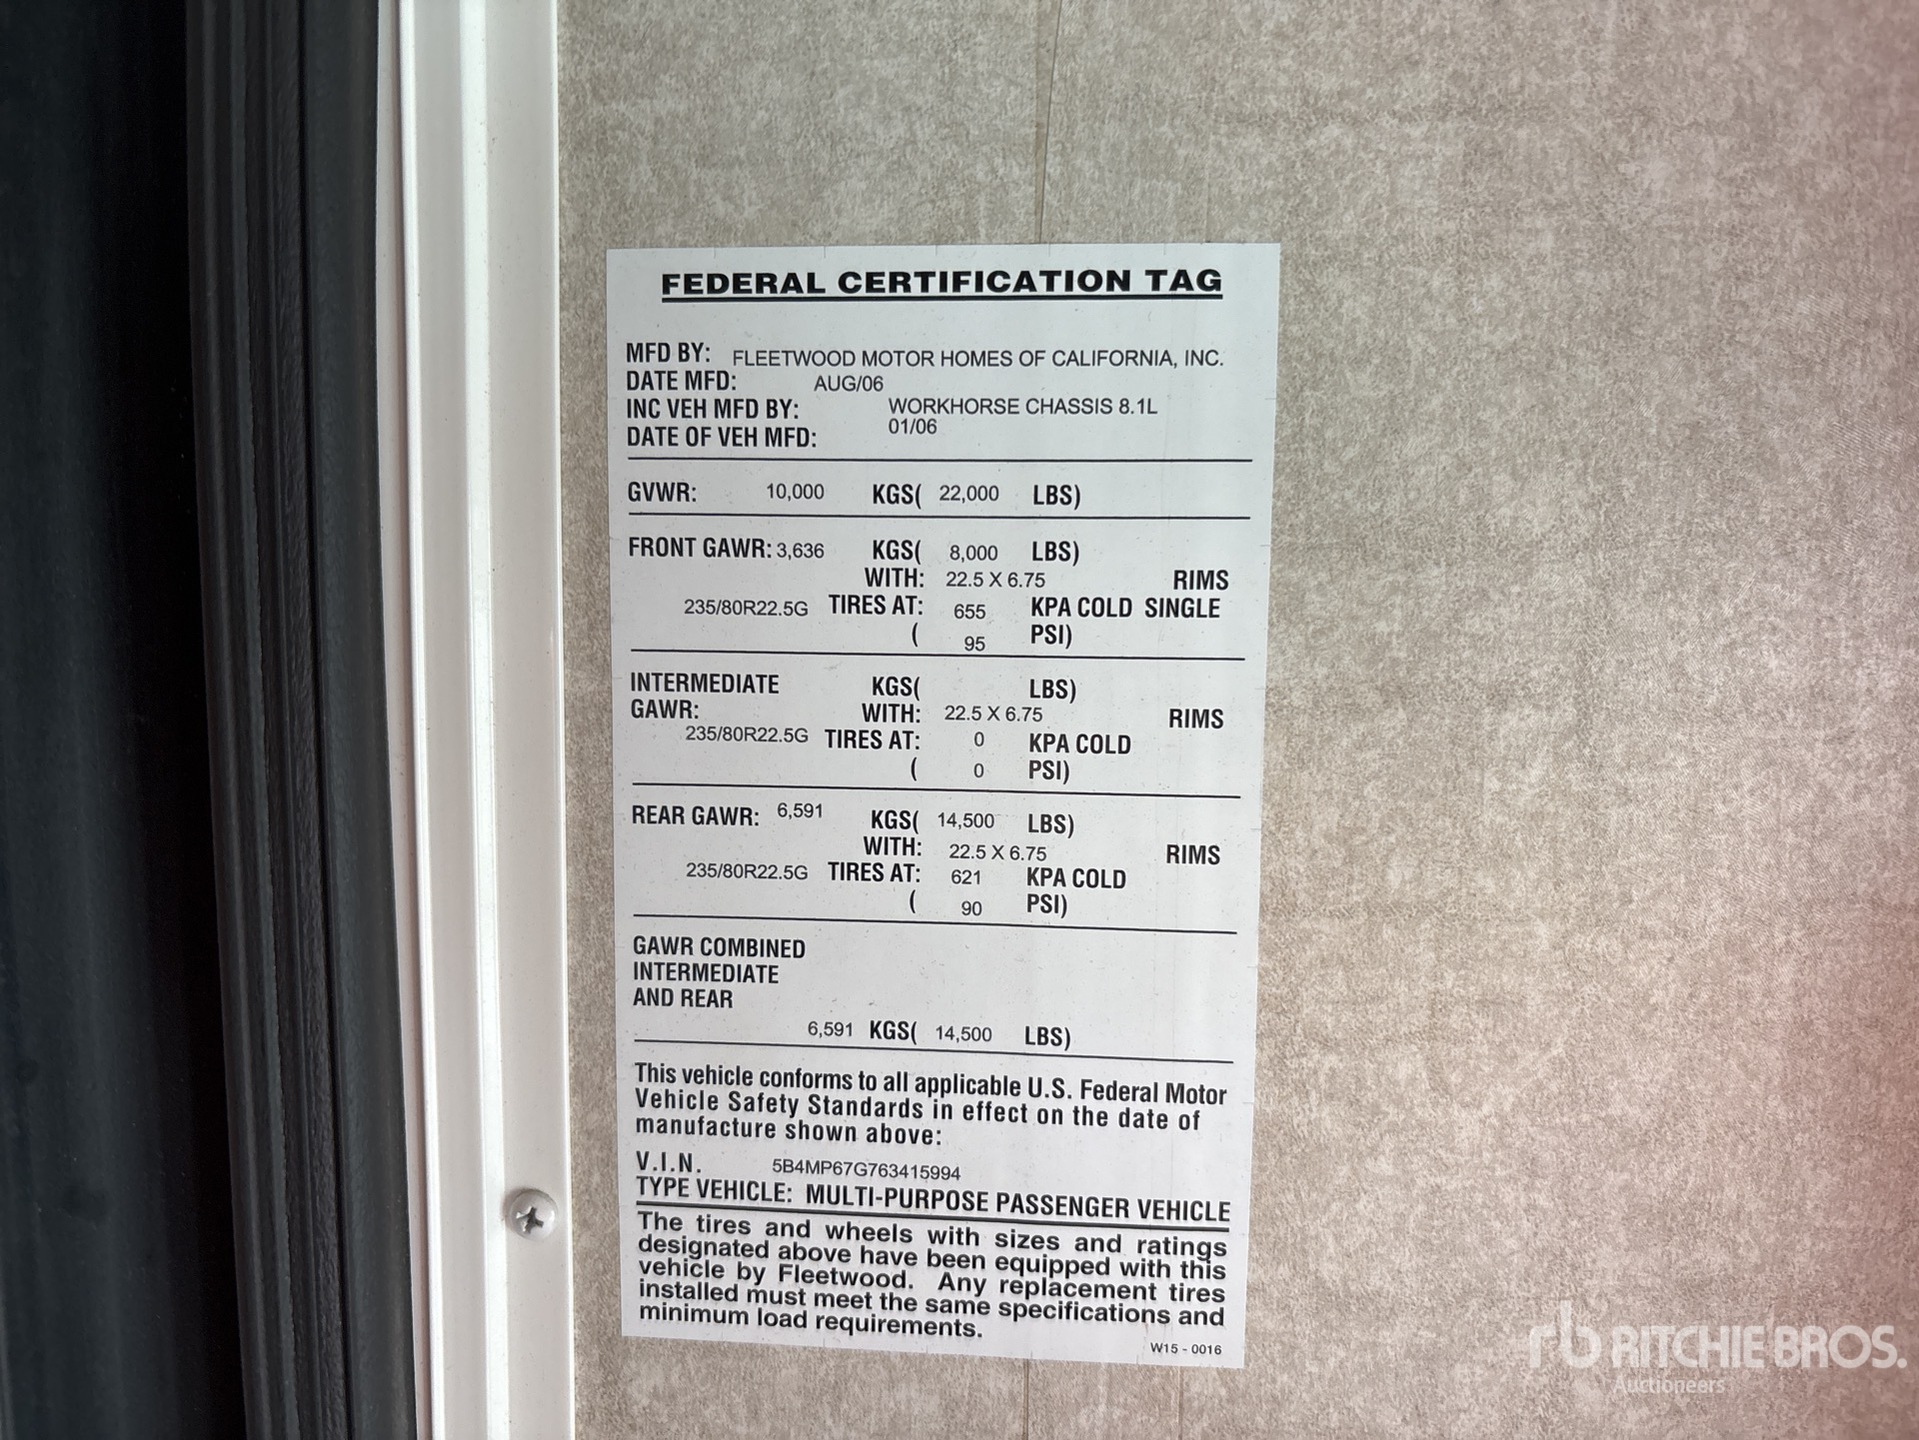 FEDERAL CERTIFICATION TAG
MFD BY: FLEETWOOD MOTOR HOMES OF CALIFORNIA, INC.
DATE MFD: AUG/06
INC VEH MFD BY: WORKHORSE CHASSIS 8.1L
DATE OF VEH MFD: 01/06
GVWR: 10,000 KGS( 22,000 LBS)
FRONT GAWR: 3,636 KGS( 8,000 LBS)
WITH: 22.5 X 6.75 RIMS
235/80R22.5G TIRES AT: 655 KPA COLD SINGLE
( 95 PSI)
INTERMEDIATE KGS( LBS)
GAWR: WITH: 22.5 X 6.75 RIMS
235/80R22.5G TIRES AT: 0 KPA COLD
( 0 PSI)
REAR GAWR: 6,591 KGS( 14,500 LBS)
WITH: 22.5 X 6.75 RIMS
235/80R22.5G TIRES AT: 621 KPA COLD
( 90 PSI)
GAWR COMBINED
INTERMEDIATE
AND REAR
6,591 KGS( 14,500 LBS)
This vehicle conforms to all applicable U.S. Federal Motor
Vehicle Safety Standards in effect on the date of
manufacture shown above:
V.I.N. 5B4MP67G763415994
TYPE VEHICLE: MULTI-PURPOSE PASSENGER VEHICLE
The tires and wheels with sizes and ratings
designated above have been equipped with this
vehicle by Fleetwood. Any replacement tires
installed must meet the same specifications and
minimum load requirements.
W15 - 0016
rb RITCHIE BROS.
Auctioneers